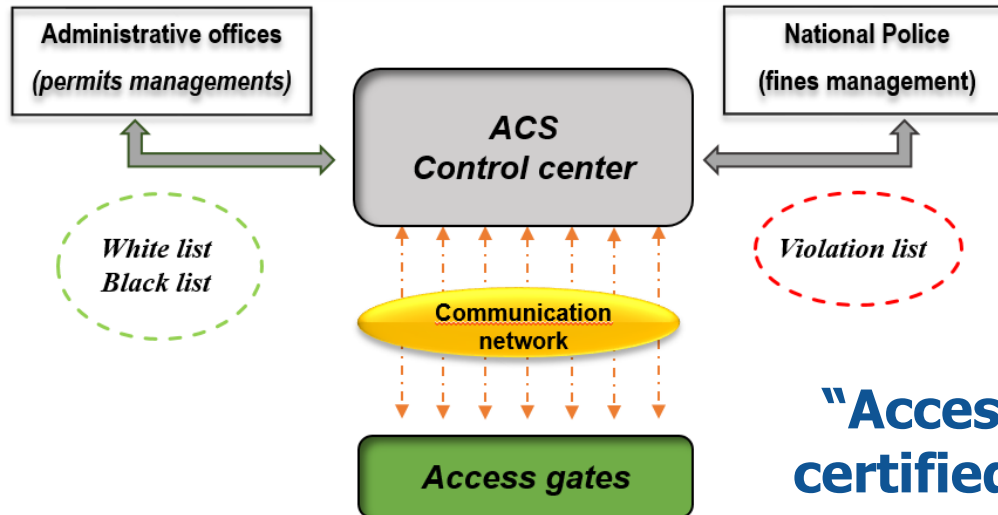 Administrative offices
(permits managements)
National Police
(fines management)
ACS
Control center
White list
Black list
Violation list
Communication
network
Access gates
“Acces
certified